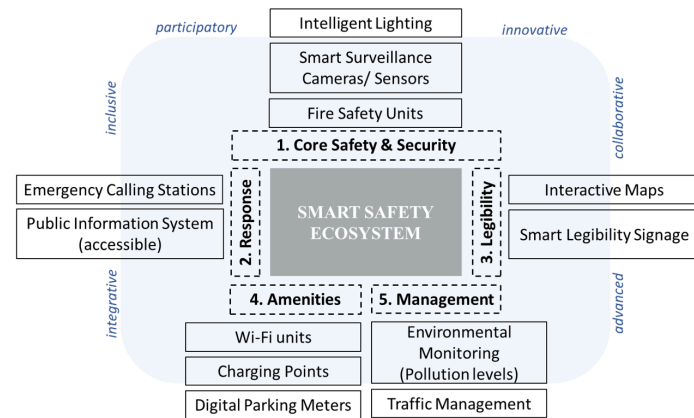 participatory
Intelligent Lighting
innovative
Smart Surveillance
Cameras/ Sensors
inclusive
Fire Safety Units
collaborative
1. Core Safety & Security
Emergency Calling Stations
Public Information System
(accessible)
2. Response
SMART SAFETY
ECOSYSTEM
3. Legibility
Interactive Maps
Smart Legibility Signage
integrative
4. Amenities
5. Management
advanced
Wi-Fi units
Charging Points
Digital Parking Meters
Environmental
Monitoring
(Pollution levels)
Traffic Management